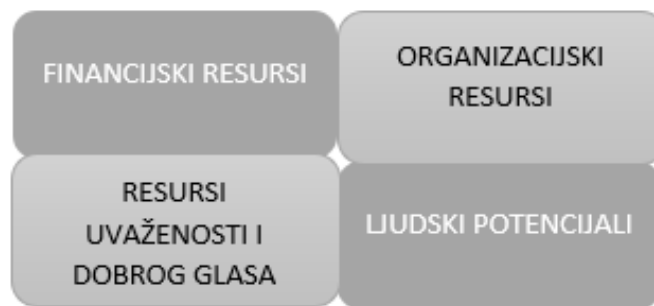 FINANCIJSKI RESURSI
ORGANIZACIJSKI
RESURSI
RESURSI
UVAŽENOSTI I
DOBROG GLASA
LJUDSKI POTENCIJALI